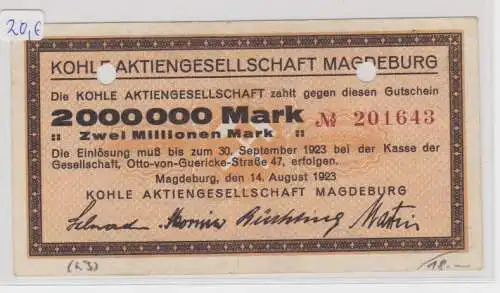 20,€
KOHLE AKTIENGESELLSCHAFT MAGDEBURG
Die KOHLE AKTIENGESELLSCHAFT zahlt gegen diesen Gutschein
2000000 Mark № 201643
:: Zwei Millionen Mark ::
Die Einlösung muß bis zum 30. September 1923 bei der Kasse der
Gesellschaft, Otto-von-Guericke-Straße 47, erfolgen.
Magdeburg, den 14. August 1923
KOHLE AKTIENGESELLSCHAFT MAGDEBURG
18.—